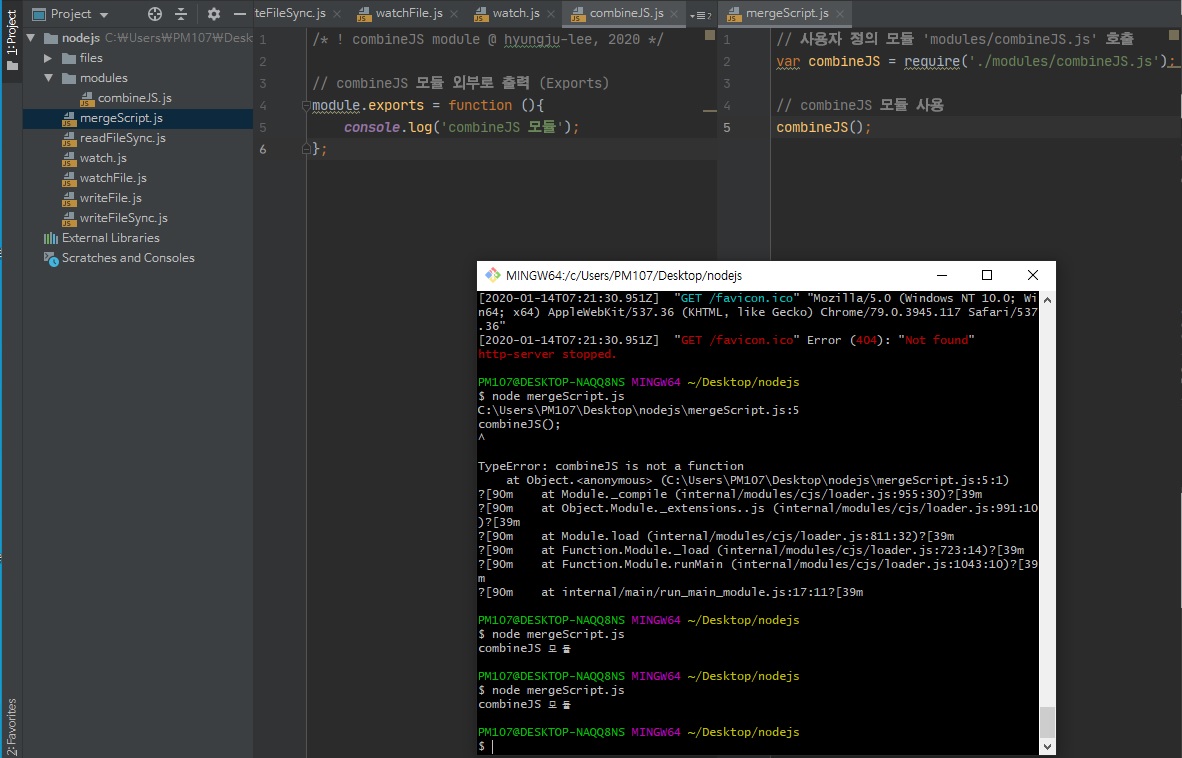 1: Project
2: Favorites
Project
teFileSync.js
watchFile.js
watch.js
combineJS.js
2
mergeScript.js
nodejs C:₩Users₩PM107₩Desk
files
modules
combineJS.js
mergeScript.js
readFileSync.js
watch.js
watchFile.js
writeFile.js
writeFileSync.js
External Libraries
Scratches and Consoles
1 /* ! combineJS module @ hyungju-lee, 2020 */
2
3 // combineJS 모듈 외부로 출력 (Exports)
4 module.exports = function (){
5 console.log('combineJS 모듈');
6 };
1 // 사용자 정의 모듈 'modules/combineJS.js' 호출
2 var combineJS = require('./modules/combineJS.js');
3
4 // combineJS 모듈 사용
5 combineJS();
MINGW64:/c/Users/PM107/Desktop/nodejs
[2020-01-14T07:21:30.951Z]  "GET /favicon.ico" "Mozilla/5.0 (Windows NT 10.0; Wi
n64; x64) AppleWebKit/537.36 (KHTML, like Gecko) Chrome/79.0.3945.117 Safari/537
.36"
[2020-01-14T07:21:30.951Z]  "GET /favicon.ico" Error (404): "Not found"
http-server stopped.
PM107@DESKTOP-NAQQ8NS MINGW64 ~/Desktop/nodejs
$ node mergeScript.js
C:\Users\PM107\Desktop\nodejs\mergeScript.js:5
combineJS();
^
TypeError: combineJS is not a function
at Object.<anonymous> (C:\Users\PM107\Desktop\nodejs\mergeScript.js:5:1)
?[90m    at Module._compile (internal/modules/cjs/loader.js:955:30)?[39m
?[90m    at Object.Module._extensions..js (internal/modules/cjs/loader.js:991:10
)?[39m
?[90m    at Module.load (internal/modules/cjs/loader.js:811:32)?[39m
?[90m    at Function.Module._load (internal/modules/cjs/loader.js:723:14)?[39m
?[90m    at Function.Module.runMain (internal/modules/cjs/loader.js:1043:10)?[39
m
?[90m    at internal/main/run_main_module.js:17:11?[39m
PM107@DESKTOP-NAQQ8NS MINGW64 ~/Desktop/nodejs
$ node mergeScript.js
combineJS 모듈
PM107@DESKTOP-NAQQ8NS MINGW64 ~/Desktop/nodejs
$ node mergeScript.js
combineJS 모듈
PM107@DESKTOP-NAQQ8NS MINGW64 ~/Desktop/nodejs
$